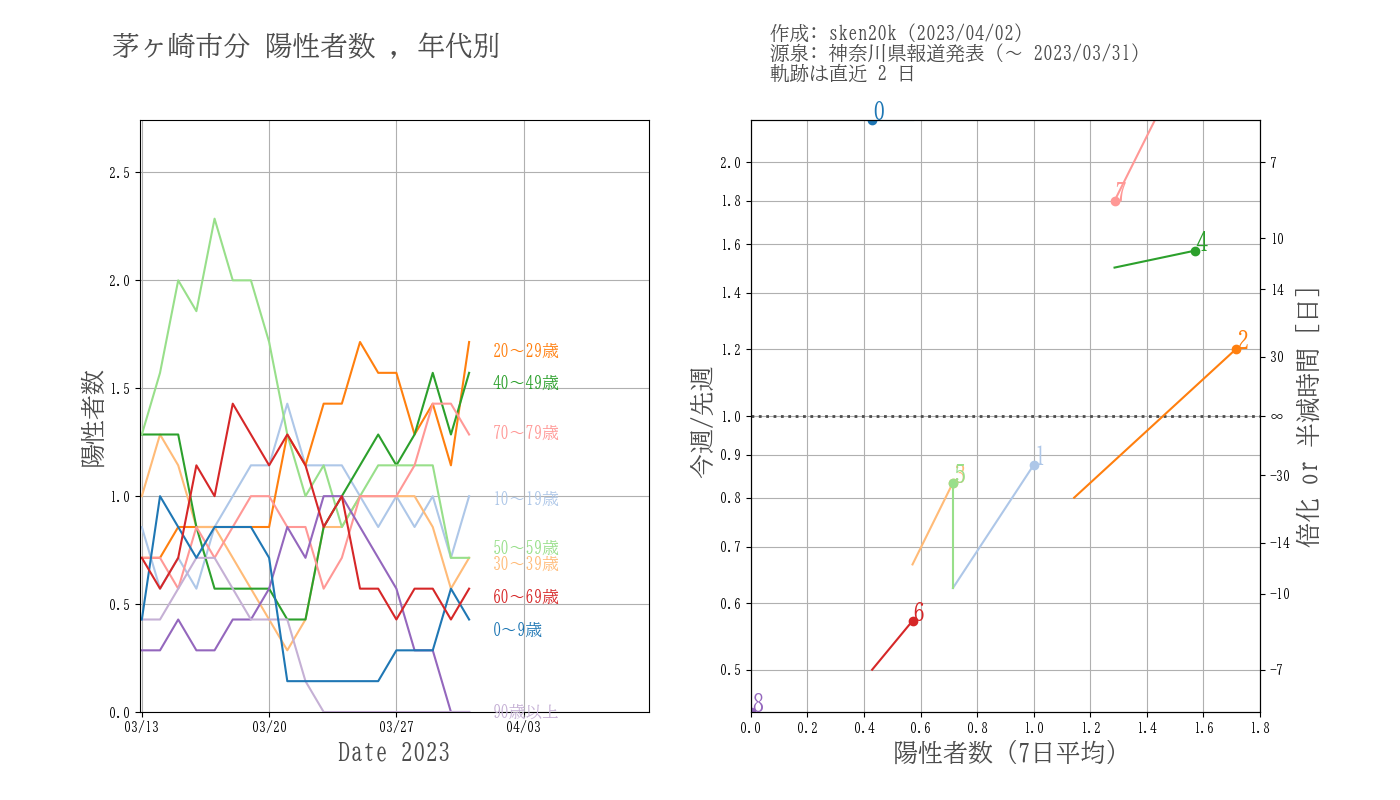 茅ヶ崎市分 陽性者数 , 年代別
作成: sken20k (2023/04/02)
源泉: 神奈川県報道発表 (〜 2023/03/31)
軌跡は直近 2 日
陽性者数
2.5
2.0
1.5
1.0
0.5
0.0
03/13
03/20
03/27
04/03
Date 2023
20〜29歳
40〜49歳
70〜79歳
10〜19歳
50〜59歳
30〜39歳
60〜69歳
0〜9歳
90歳以上
今週/先週
2.0
1.8
1.6
1.4
1.2
1.0
0.9
0.8
0.7
0.6
0.5
0
7
4
2
1
5
6
8
0.0
0.2
0.4
0.6
0.8
1.0
1.2
1.4
1.6
1.8
陽性者数 (7日平均)
7
10
14
30
∞
−30
−14
−10
−7
倍化 or 半減時間 [日]